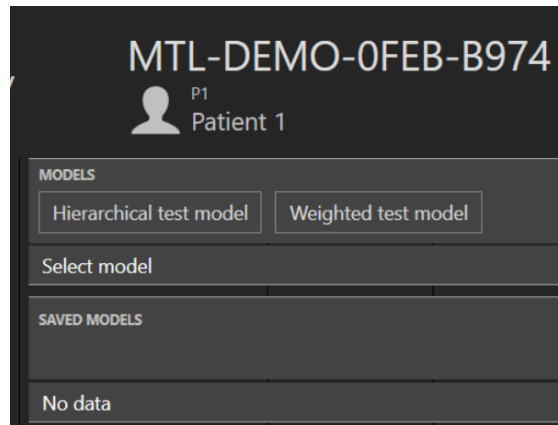 MTL-DEMO-0FEB-B974
P1
Patient 1
MODELS
Hierarchical test model
Weighted test model
Select model
SAVED MODELS
No data